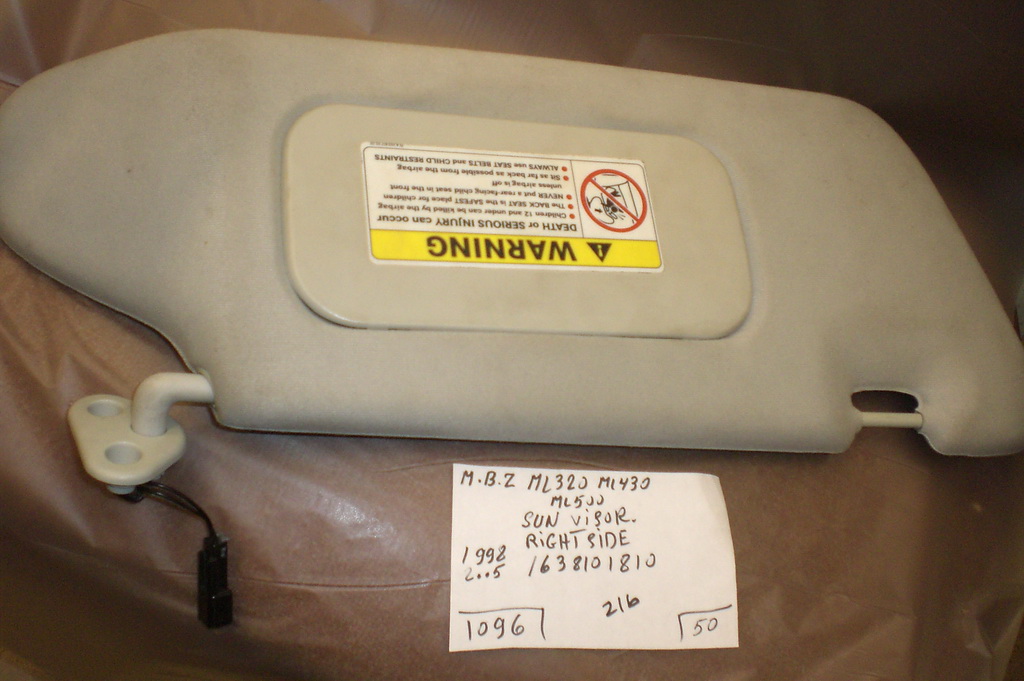 WARNING
DEATH or SERIOUS INJURY can occur
Children 12 and under can be killed by the airbag
The BACK SEAT is the SAFEST place for children
NEVER put a rear-facing child seat in the front
unless airbag is off
Sit as far back as possible from the airbag
ALWAYS use SEAT BELTS and CHILD RESTRAINTS
M.B.Z ML320 ML430
ML500
SUN ViSOR.
RiGHT SIDE
1998 1638101810
2005
216
1096 50